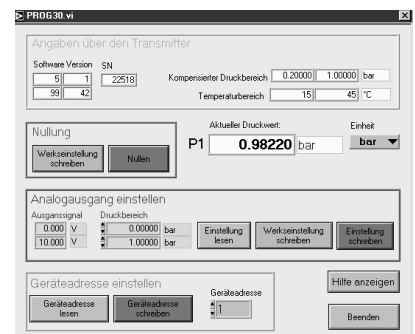 PROG30.vi
Angaben über den Transmitter
Software Version SN
5 1 22518
99 42
Kompensierter Druckbereich 0.20000 1.00000 bar
Temperaturbereich 15 45 °C
Nullung
Werkseinstellung schreiben
Nullen
Aktueller Druckwert:
P1 0.98220 bar
Einheit
bar
Analogausgang einstellen
Ausganssignal Druckbereich
0.000 V 0.00000 bar
10.000 V 1.00000 bar
Einstellung lesen
Werkseinstellung schreiben
Einstellung schreiben
Geräteadresse einstellen
Geräteadresse lesen
Geräteadresse schreiben
Geräteadresse
1
Hilfe anzeigen
Beenden